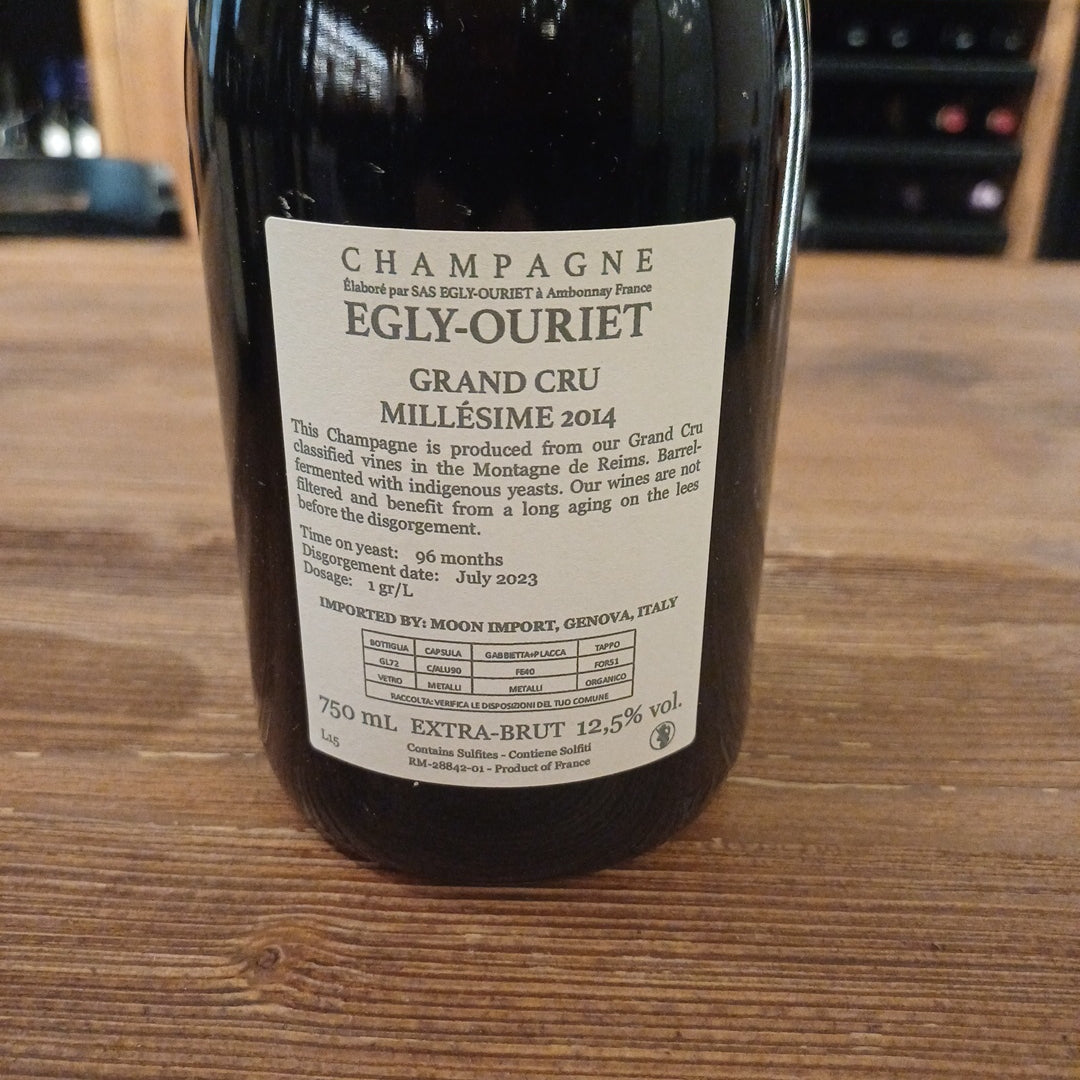 CHAMPAGNE
Élaboré par SAS EGLY-OURIET à Ambonnay France
EGLY-OURIET
GRAND CRU
MILLÉSIME 2014
This Champagne is produced from our Grand Cru
classified vines in the Montagne de Reims. Barrel-
fermented with indigenous yeasts. Our wines are not
filtered and benefit from a long aging on the lees
before the disgorgement.
Time on yeast: 96 months
Disgorgement date: July 2023
Dosage: 1 gr/L
IMPORTED BY: MOON IMPORT, GENOVA, ITALY
BOTTIGLIA CAPSULA GABBIETTA+PLACCA TAPPO
GL72 C/ALU90 FE40 FOR51
VETRO METALLI METALLI ORGANICO
RACCOLTA: VERIFICA LE DISPOSIZIONI DEL TUO COMUNE
750 mL EXTRA-BRUT 12,5% vol.
L15
Contains Sulfites - Contiene Solfiti
RM-28842-01 - Product of France